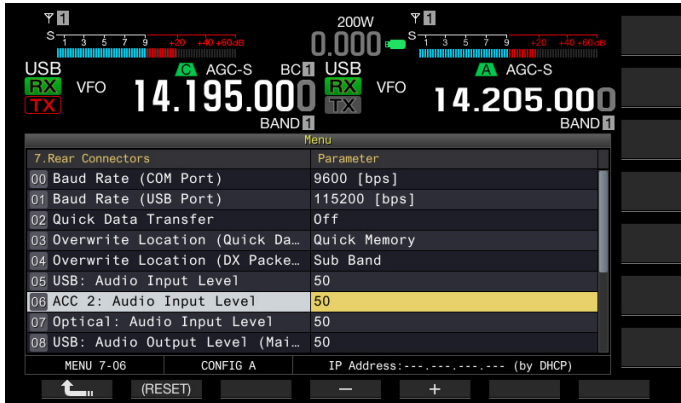 1 200W 1
S 1 3 5 7 9 +20 +40 +60dB 0.000 S 1 3 5 7 9 +20 +40 +60dB
USB C AGC-S BC1 USB A AGC-S
RX VFO 14.195.000 RX VFO 14.205.000
TX TX
BAND 1 BAND 1
Menu
7.Rear Connectors Parameter
00 Baud Rate (COM Port) 9600 [bps]
01 Baud Rate (USB Port) 115200 [bps]
02 Quick Data Transfer Off
03 Overwrite Location (Quick Da… Quick Memory
04 Overwrite Location (DX Packe… Sub Band
05 USB: Audio Input Level 50
06 ACC 2: Audio Input Level 50
07 Optical: Audio Input Level 50
08 USB: Audio Output Level (Mai… 50
MENU 7-06 CONFIG A IP Address:---.---.---.--- (by DHCP)
(RESET) − +